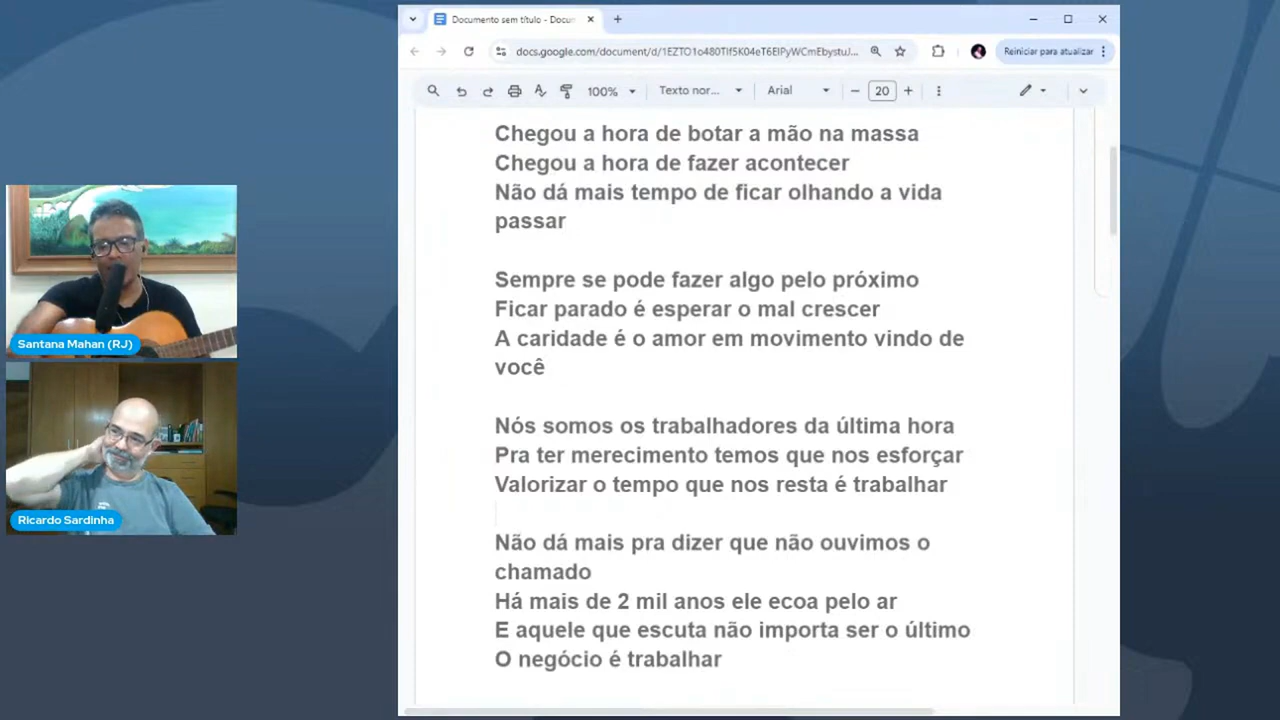 Documento sem título - Docu
docs.google.com/document/d/1EZTO1o480TIf5K04eT6EIPyWCmEbystuJ...
Reiniciar para atualizar
100%
Texto nor...
Arial
20
Chegou a hora de botar a mão na massa
Chegou a hora de fazer acontecer
Não dá mais tempo de ficar olhando a vida
passar
Sempre se pode fazer algo pelo próximo
Ficar parado é esperar o mal crescer
A caridade é o amor em movimento vindo de
você
Nós somos os trabalhadores da última hora
Pra ter merecimento temos que nos esforçar
Valorizar o tempo que nos resta é trabalhar
Não dá mais pra dizer que não ouvimos o
chamado
Há mais de 2 mil anos ele ecoa pelo ar
E aquele que escuta não importa ser o último
O negócio é trabalhar
Santana Mahan (RJ)
Ricardo Sardinha